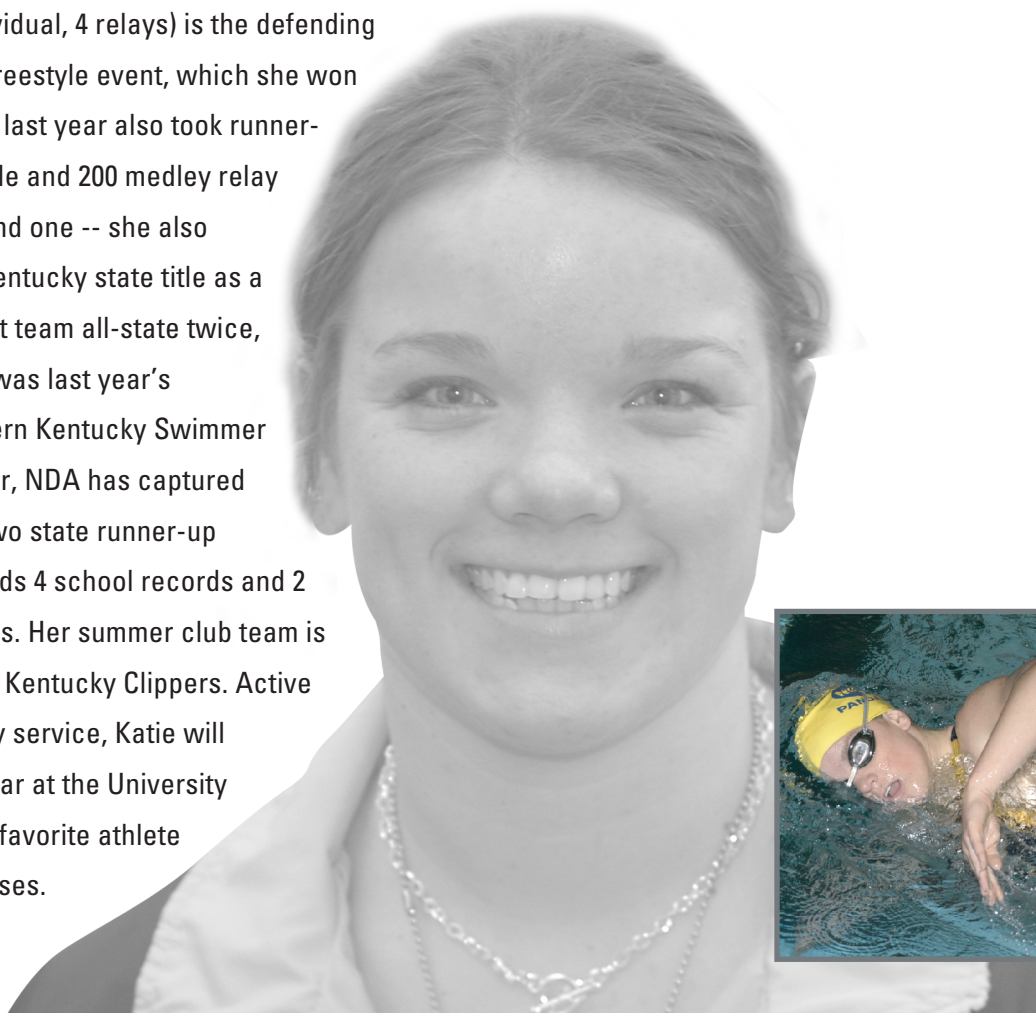 vidual, 4 relays) is the defending
reestyle event, which she won
last year also took runner-
le and 200 medley relay
nd one -- she also
entucky state title as a
t team all-state twice,
was last year's
ern Kentucky Swimmer
r, NDA has captured
vo state runner-up
ds 4 school records and 2
s. Her summer club team is
Kentucky Clippers. Active
y service, Katie will
ar at the University
favorite athlete
ses.